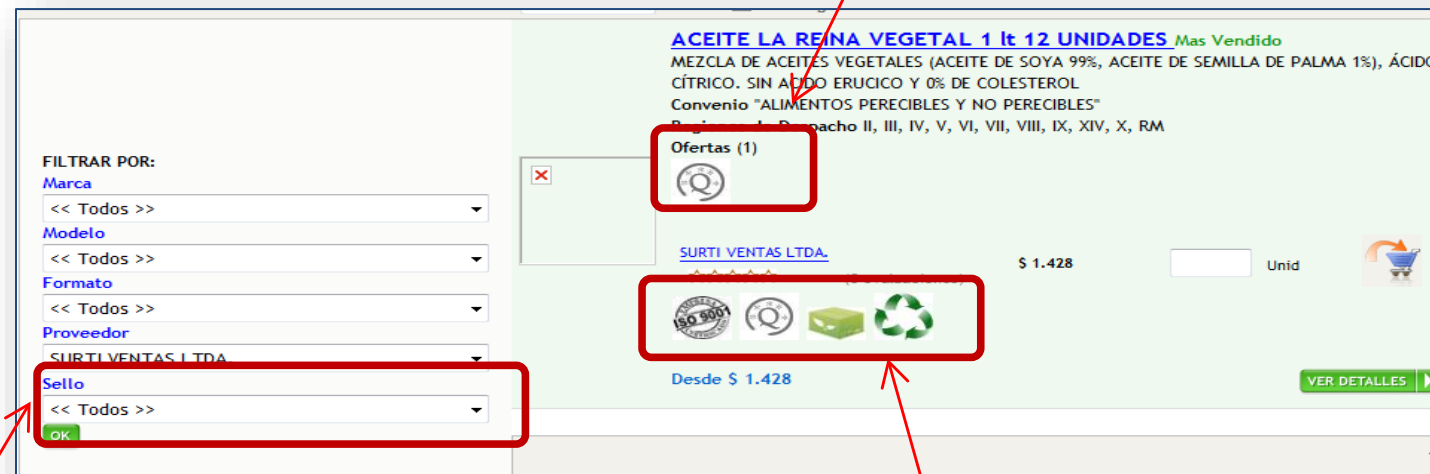 ACEITE LA REINA VEGETAL 1 lt 12 UNIDADES Mas Vendido
MEZCLA DE ACEITES VEGETALES (ACEITE DE SOYA 99%, ACEITE DE SEMILLA DE PALMA 1%), ÁCIDO
CÍTRICO. SIN ACIDO ERUCICO Y 0% DE COLESTEROL
Convenio "ALIMENTOS PERECIBLES Y NO PERECIBLES"
Despacho II, III, IV, V, VI, VII, VIII, IX, XIV, X, RM
Ofertas (1)
Q
SURTI VENTAS LTDA.
$ 1.428
Unid
ISO 9001
Q
Desde $ 1.428
VER DETALLES
FILTRAR POR:
Marca
<< Todos >>
Modelo
<< Todos >>
Formato
<< Todos >>
Proveedor
SURTI VENTAS LTDA.
Sello
<< Todos >>
OK